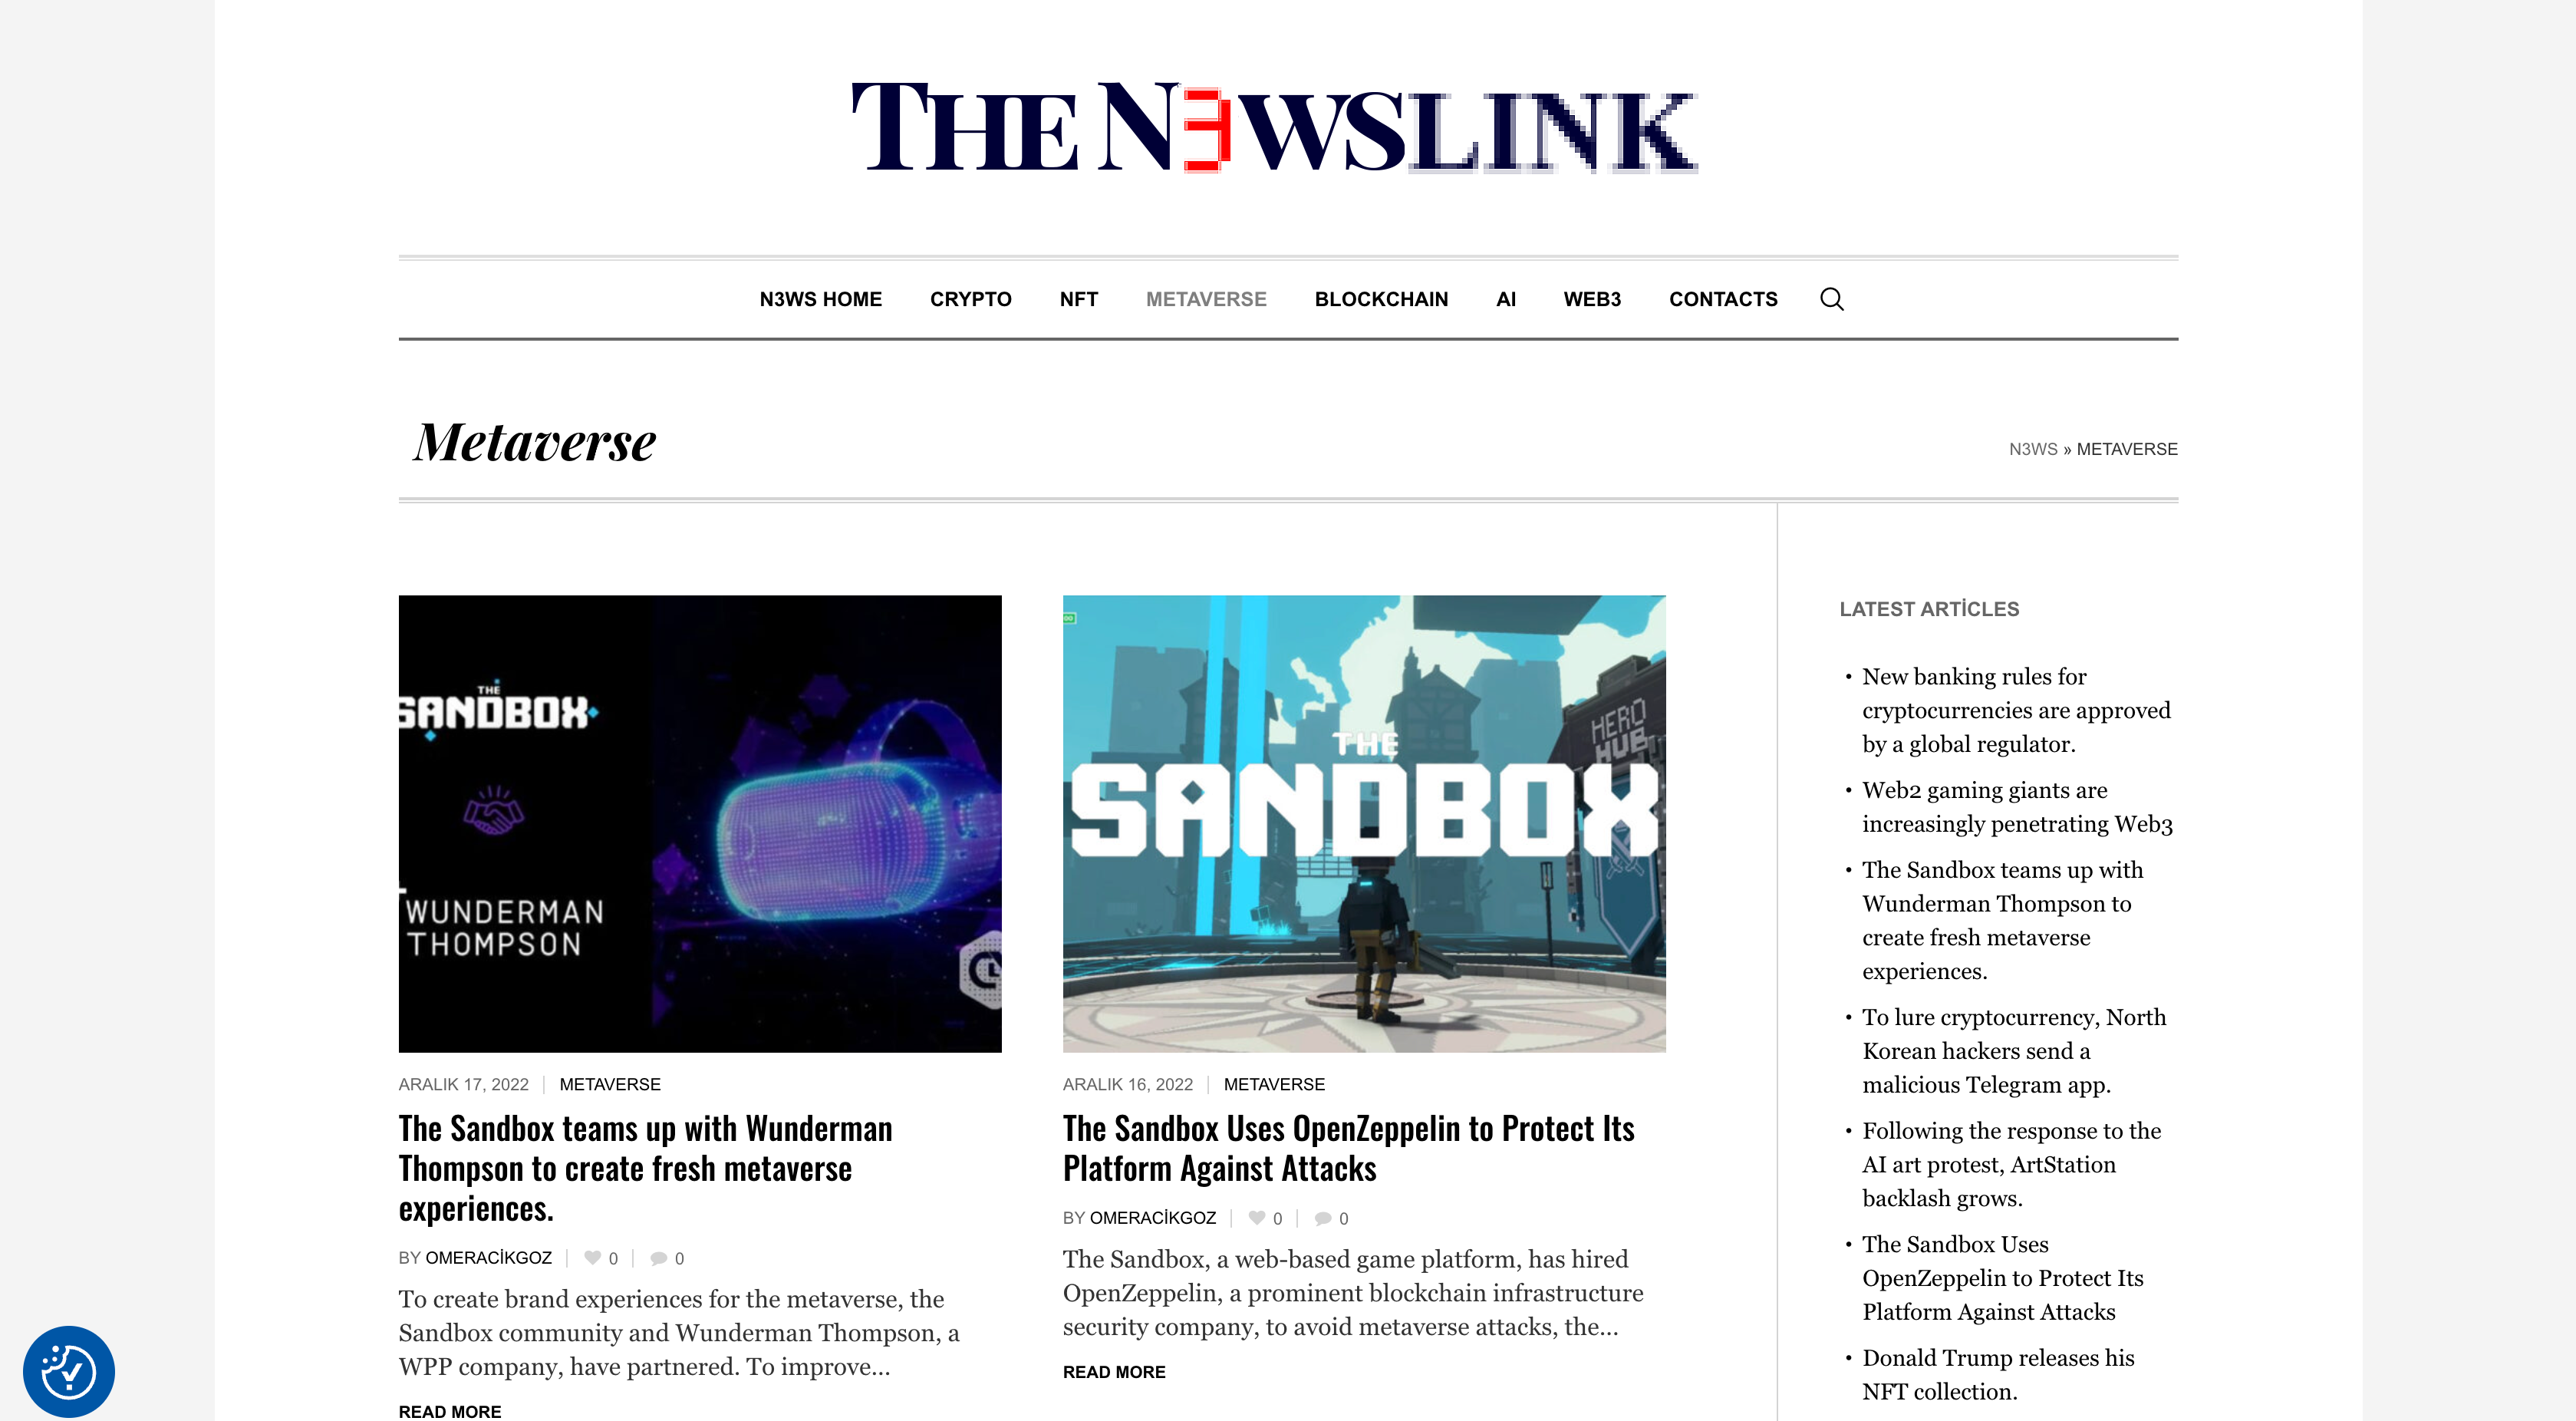 THE N3WSLINK
N3WS HOME CRYPTO NFT METAVERSE BLOCKCHAIN AI WEB3 CONTACTS
Metaverse
N3WS » METAVERSE
THE
SANDBOX
WUNDERMAN
THOMPSON
ARALIK 17, 2022 METAVERSE
The Sandbox teams up with Wunderman
Thompson to create fresh metaverse
experiences.
BY OMERACİKGOZ 0 0
To create brand experiences for the metaverse, the
Sandbox community and Wunderman Thompson, a
WPP company, have partnered. To improve...
READ MORE
HERO
HUB
THE
SANDBOX
ARALIK 16, 2022 METAVERSE
The Sandbox Uses OpenZeppelin to Protect Its
Platform Against Attacks
BY OMERACİKGOZ 0 0
The Sandbox, a web-based game platform, has hired
OpenZeppelin, a prominent blockchain infrastructure
security company, to avoid metaverse attacks, the...
READ MORE
LATEST ARTİCLES
• New banking rules for
cryptocurrencies are approved
by a global regulator.
• Web2 gaming giants are
increasingly penetrating Web3
• The Sandbox teams up with
Wunderman Thompson to
create fresh metaverse
experiences.
• To lure cryptocurrency, North
Korean hackers send a
malicious Telegram app.
• Following the response to the
AI art protest, ArtStation
backlash grows.
• The Sandbox Uses
OpenZeppelin to Protect Its
Platform Against Attacks
• Donald Trump releases his
NFT collection.